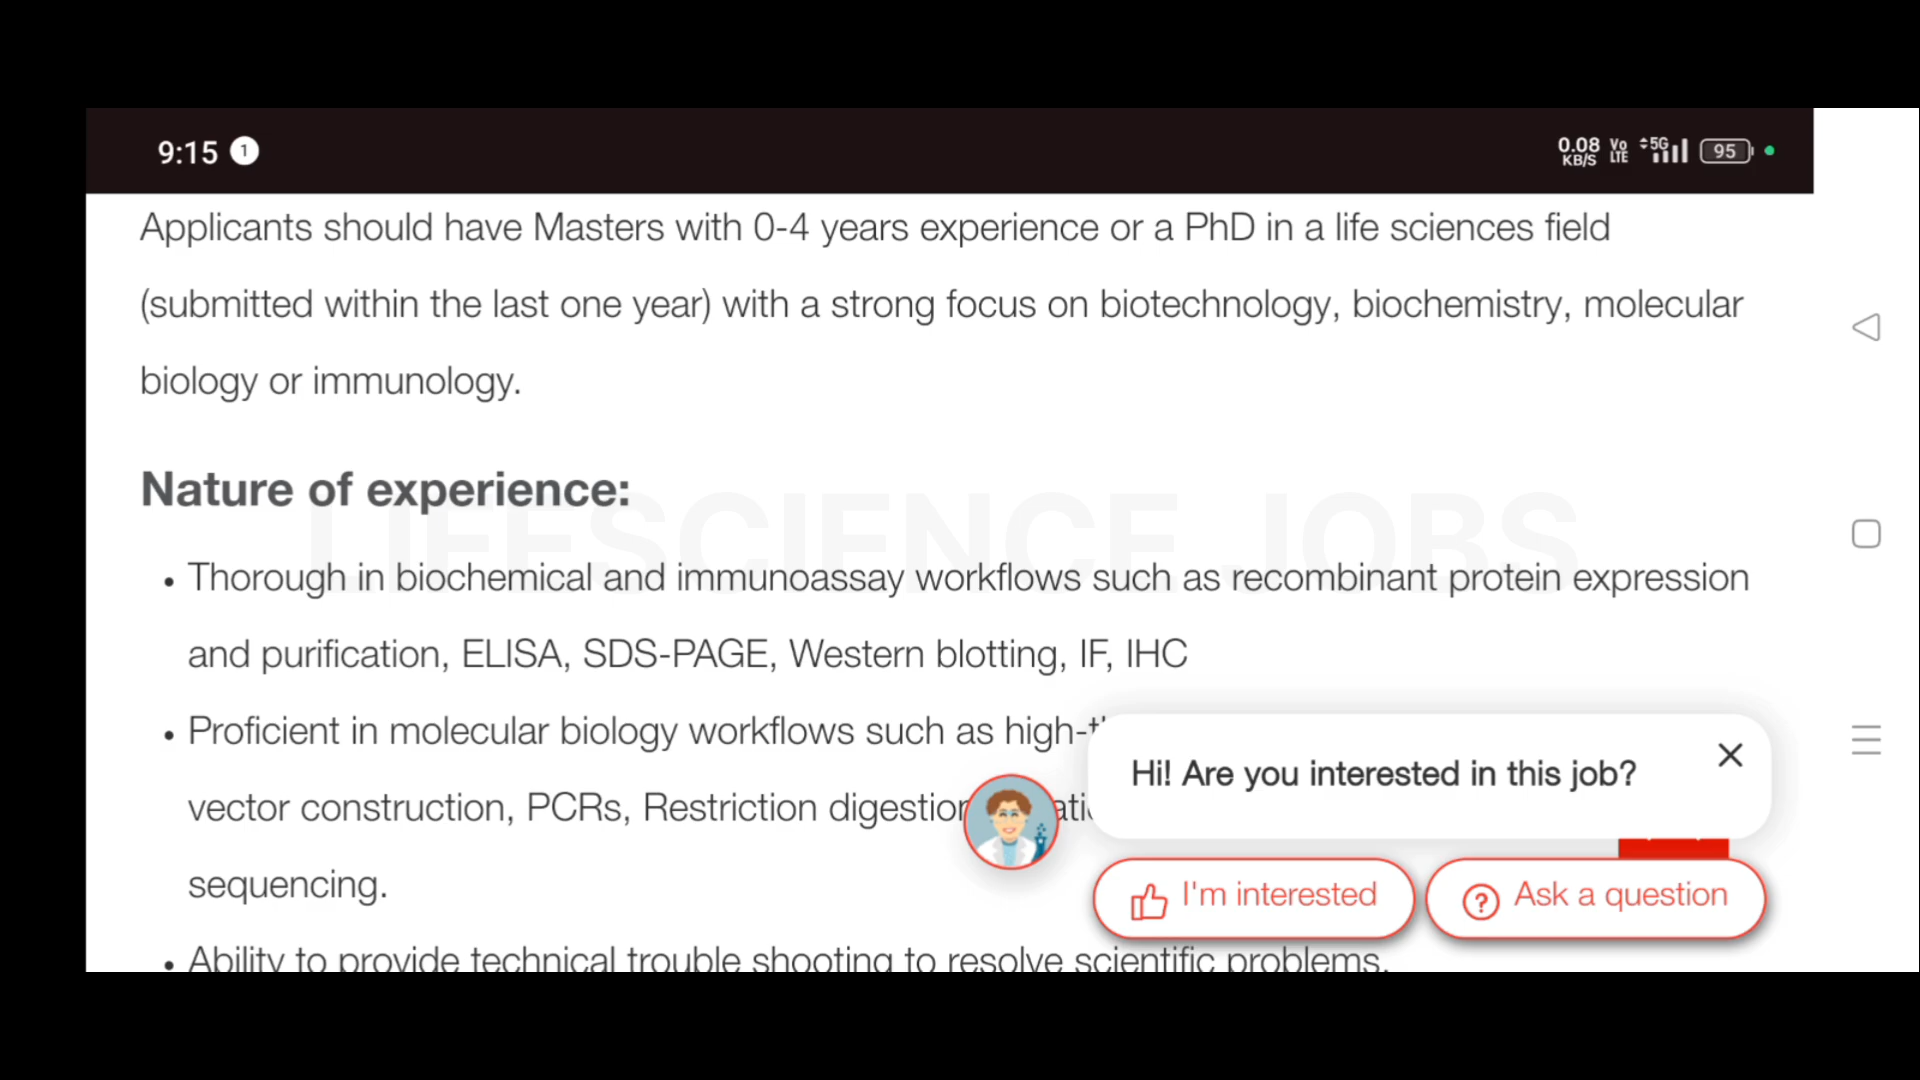 9:15 1
0.08 KB/S Vo LTE 5G 95
Applicants should have Masters with 0-4 years experience or a PhD in a life sciences field
(submitted within the last one year) with a strong focus on biotechnology, biochemistry, molecular
biology or immunology.
Nature of experience:
LIFESCIENCE JOBS
• Thorough in biochemical and immunoassay workflows such as recombinant protein expression
and purification, ELISA, SDS-PAGE, Western blotting, IF, IHC
• Proficient in molecular biology workflows such as
vector construction, PCRs, Restriction
sequencing.
• Ability to provide technical trouble shooting to resolve scientific problems.
Hi! Are you interested in this job?
I'm interested
Ask a question